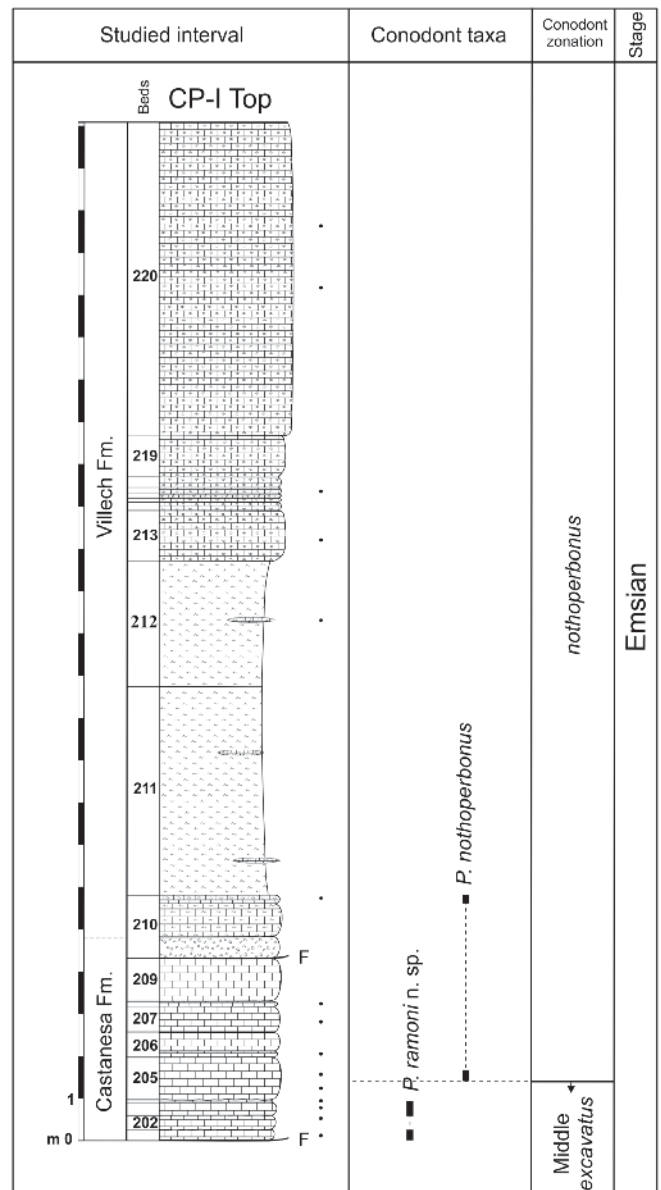 Studied interval
Conodont taxa
Conodont
zonation
Stage
Beds
CP-I Top
220
219
213
212
211
210
209
207
206
205
202
Villech Fm.
Castanesa Fm.
1
m 0
F
F
P. ramoni n. sp.
P. nothoperbonus
nothoperbonus
Middle
excavatus
Emsian